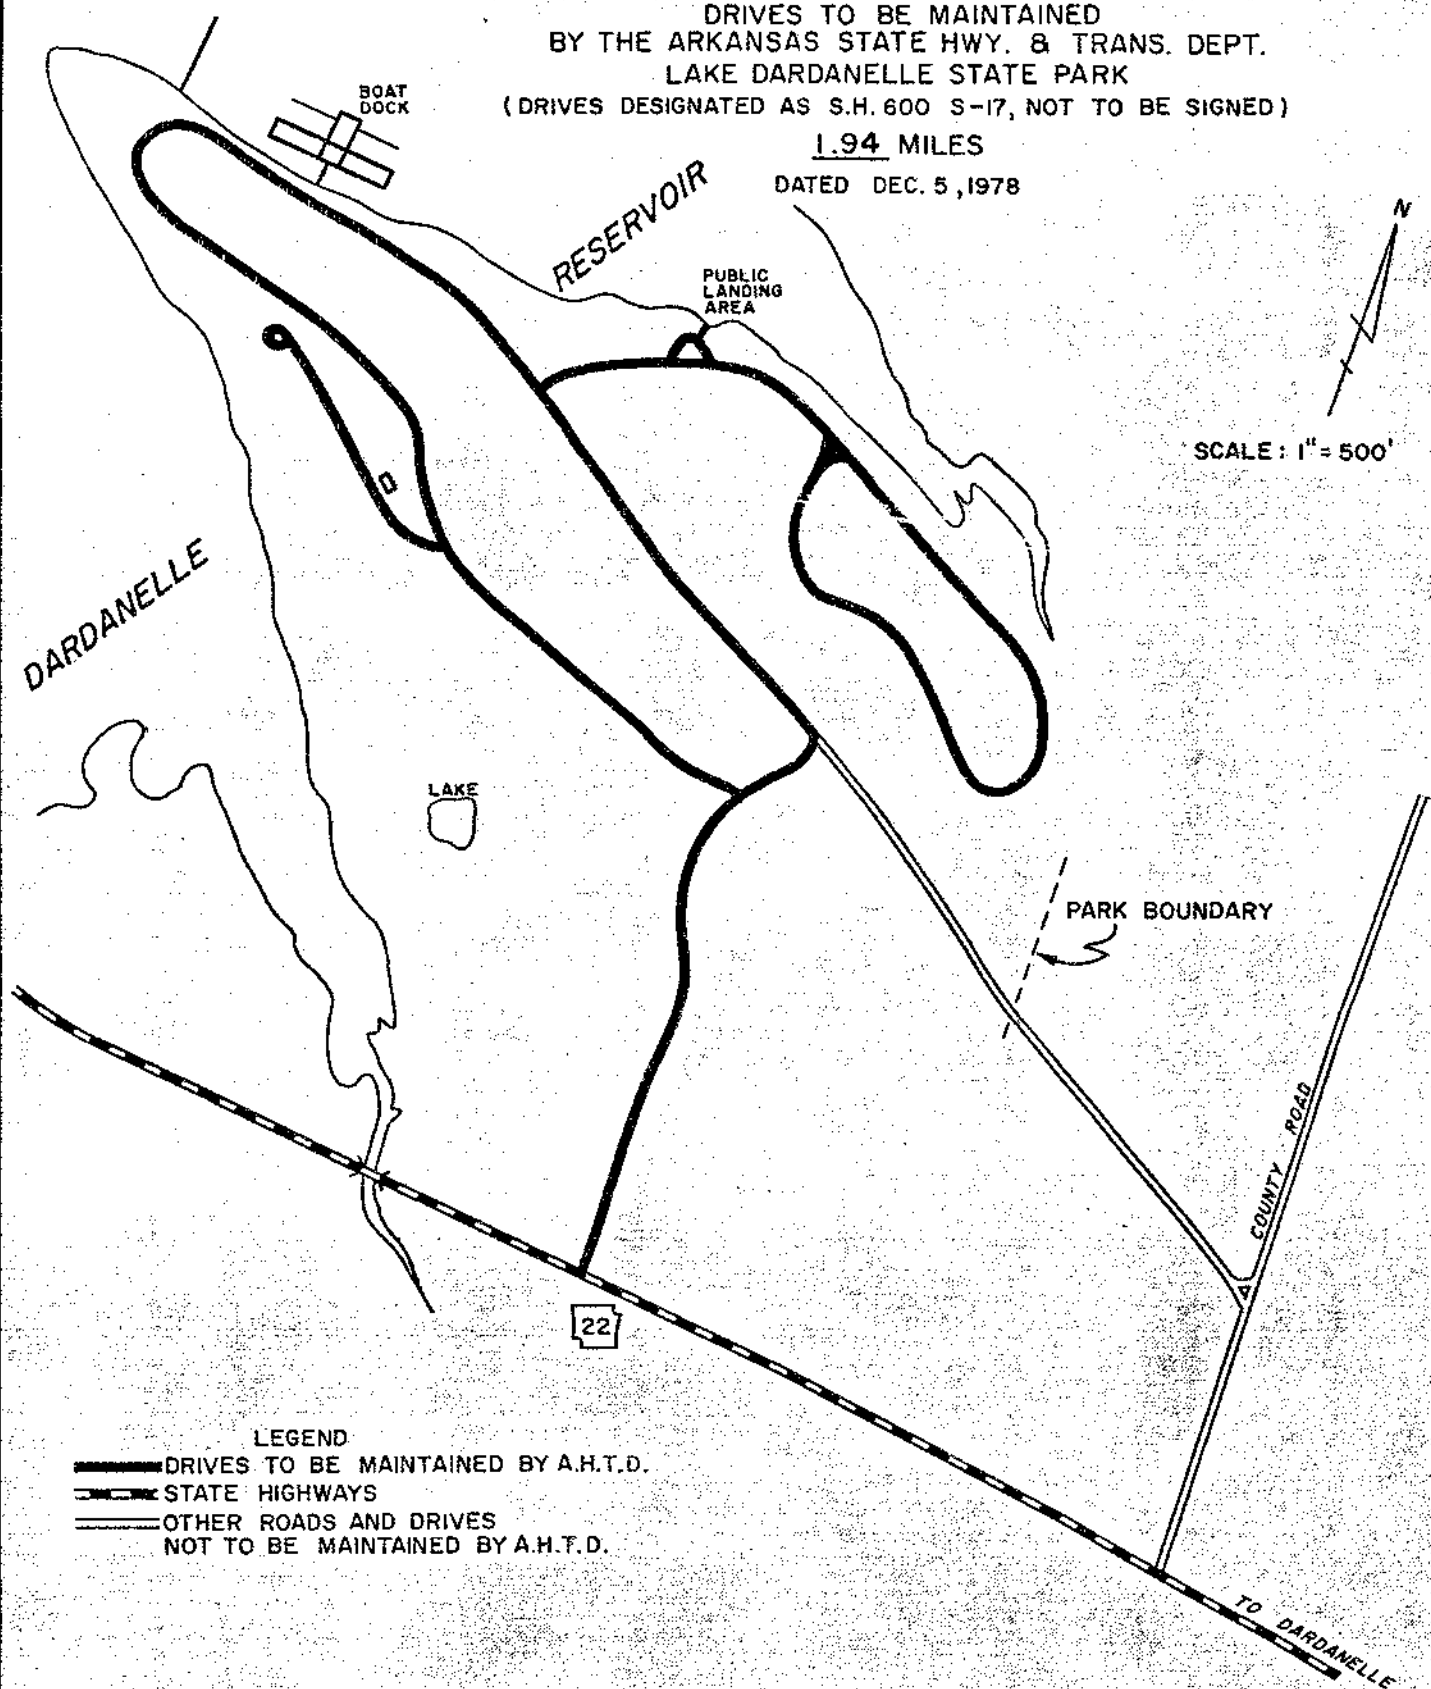 DRIVES TO BE MAINTAINED
BY THE ARKANSAS STATE HWY. & TRANS. DEPT.
LAKE DARDANELLE STATE PARK
(DRIVES DESIGNATED AS S.H. 600 S-17, NOT TO BE SIGNED)
1.94 MILES
DATED DEC. 5, 1978
BOAT
DOCK
RESERVOIR
N
PUBLIC
LANDING
AREA
SCALE: 1" = 500'
DARDANELLE
LAKE
PARK BOUNDARY
COUNTY ROAD
22
LEGEND
DRIVES TO BE MAINTAINED BY A.H.T.D.
STATE HIGHWAYS
OTHER ROADS AND DRIVES
NOT TO BE MAINTAINED BY A.H.T.D.
TO DARDANELLE